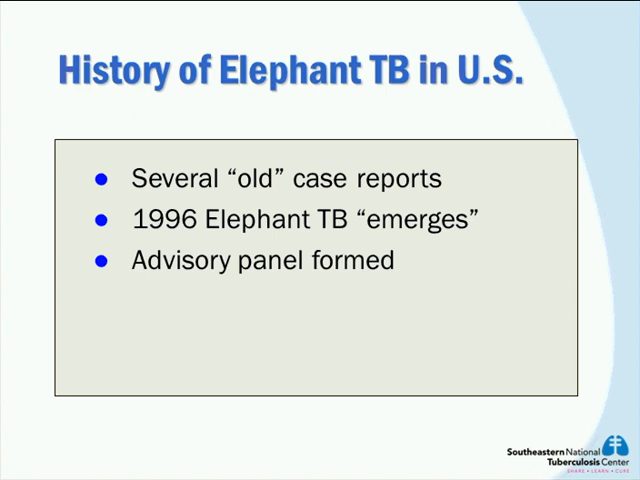 History of Elephant TB in U.S.
● Several “old” case reports
● 1996 Elephant TB “emerges”
● Advisory panel formed
Southeastern National
Tuberculosis Center
SHARE • LEARN • CURE